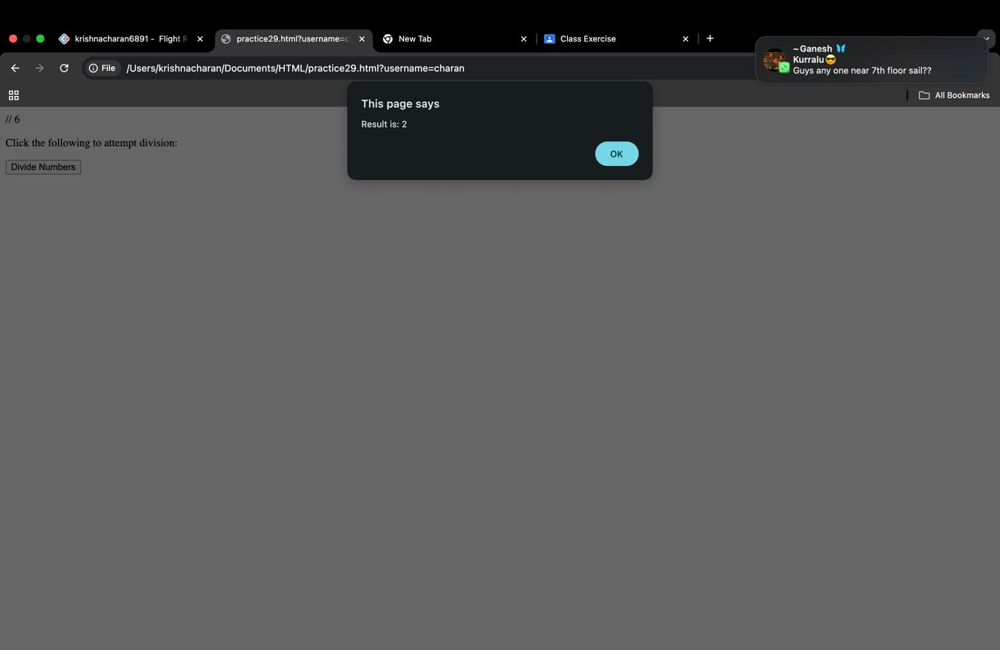 krishnacharan6891 - Flight R
practice29.html?username=c
New Tab
Class Exercise
~Ganesh 🦋
Kurralu😎
Guys any one near 7th floor sail??
File
/Users/krishnacharan/Documents/HTML/practice29.html?username=charan
All Bookmarks
This page says
Result is: 2
OK
// 6
Click the following to attempt division:
Divide Numbers